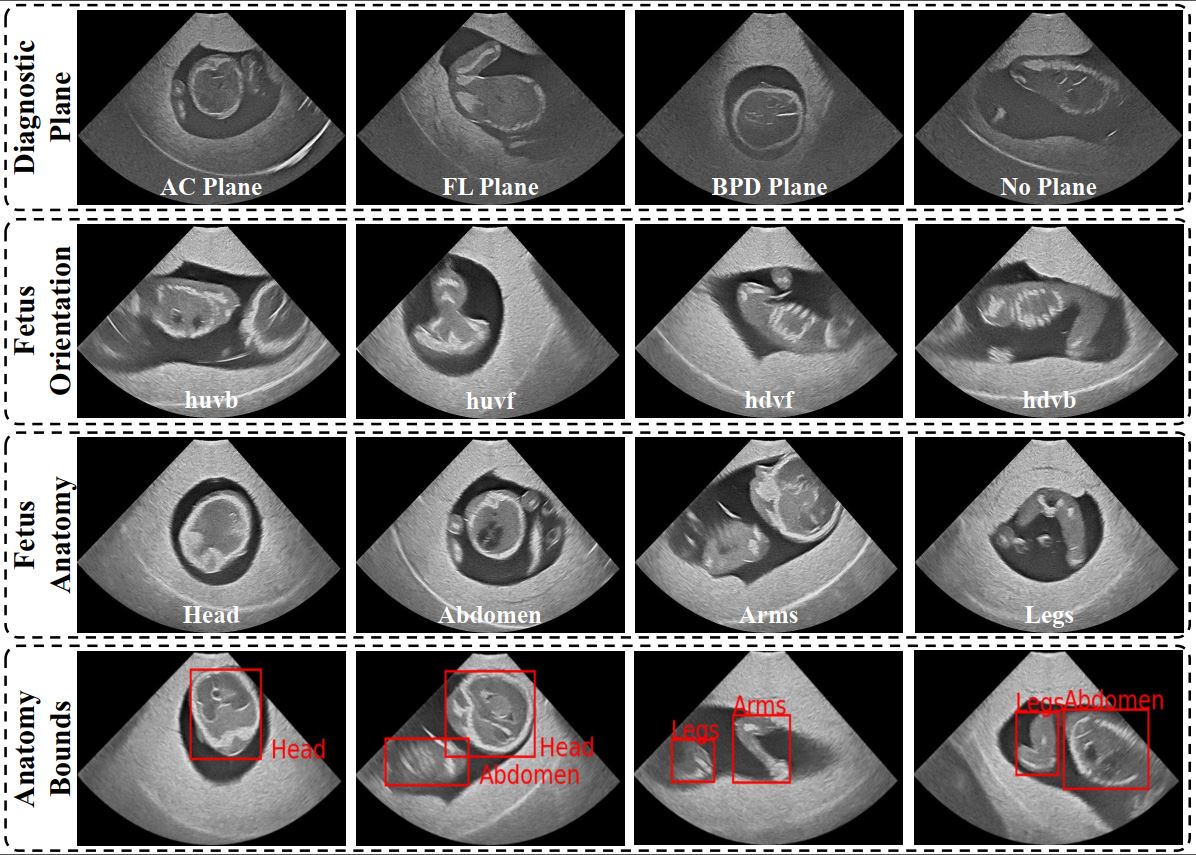 Diagnostic
Plane
AC Plane
FL Plane
BPD Plane
No Plane
Fetus
Orientation
huvb
huvf
hdvf
hdvb
Fetus
Anatomy
Head
Abdomen
Arms
Legs
Anatomy
Bounds
Head
Head
Abdomen
Legs
Arms
Legs
Abdomen